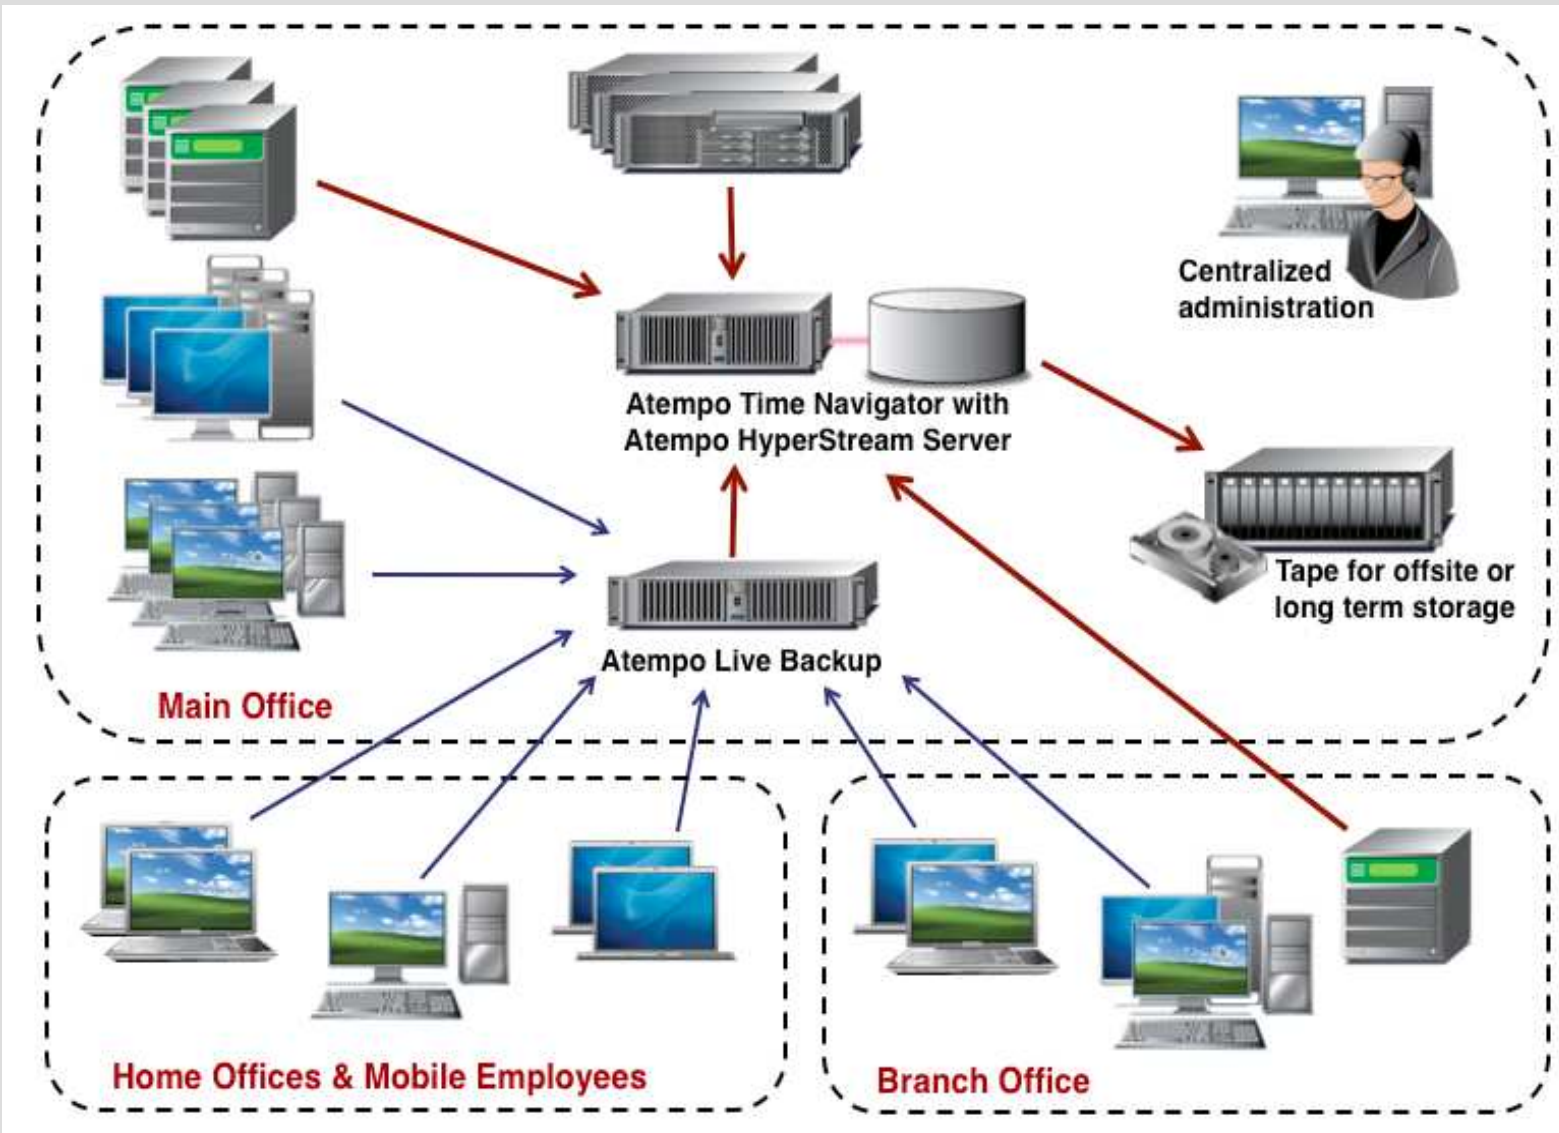 Centralized
administration
Atempo Time Navigator with
Atempo HyperStream Server
Tape for offsite or
long term storage
Atempo Live Backup
Main Office
Home Offices & Mobile Employees
Branch Office